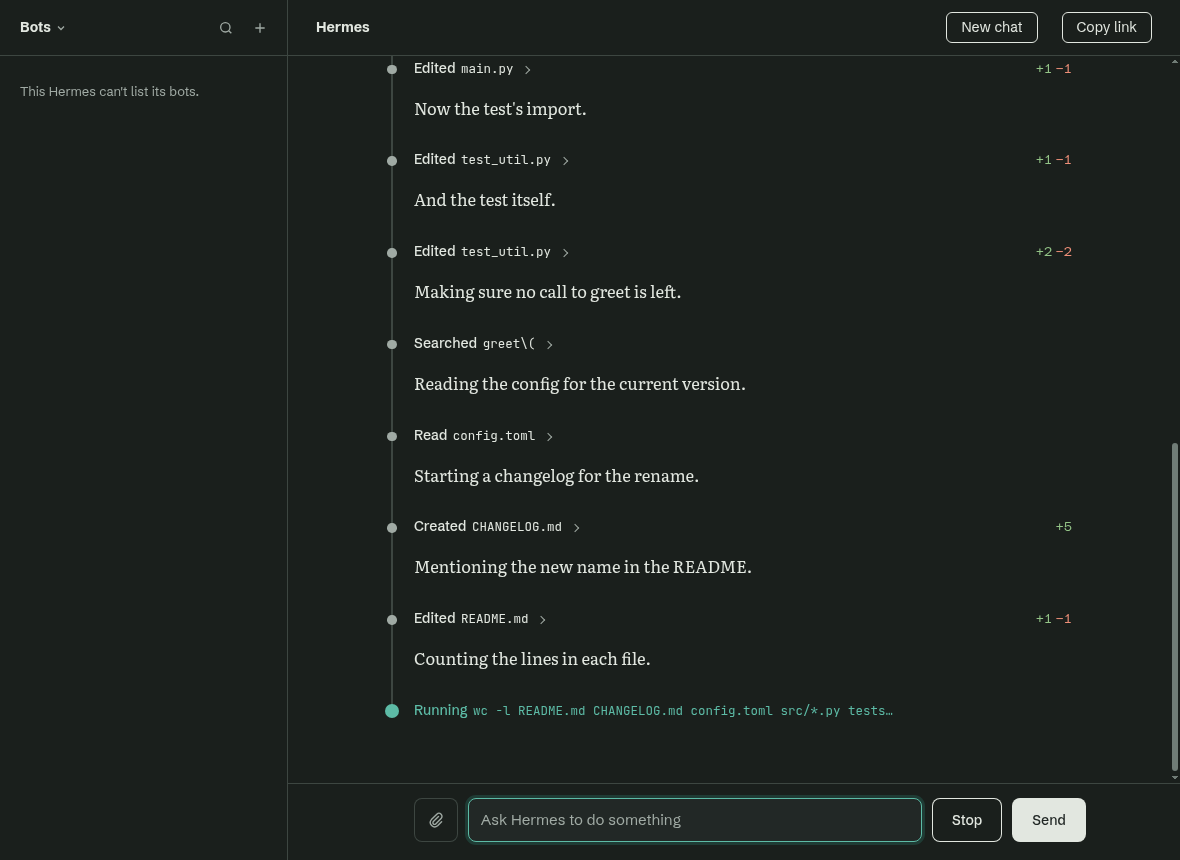 Bots
Hermes
New chat
Copy link
This Hermes can't list its bots.
Edited main.py +1 −1
Now the test's import.
Edited test_util.py +1 −1
And the test itself.
Edited test_util.py +2 −2
Making sure no call to greet is left.
Searched greet\(
Reading the config for the current version.
Read config.toml
Starting a changelog for the rename.
Created CHANGELOG.md +5
Mentioning the new name in the README.
Edited README.md +1 −1
Counting the lines in each file.
Running wc -l README.md CHANGELOG.md config.toml src/*.py tests…
Ask Hermes to do something
Stop
Send